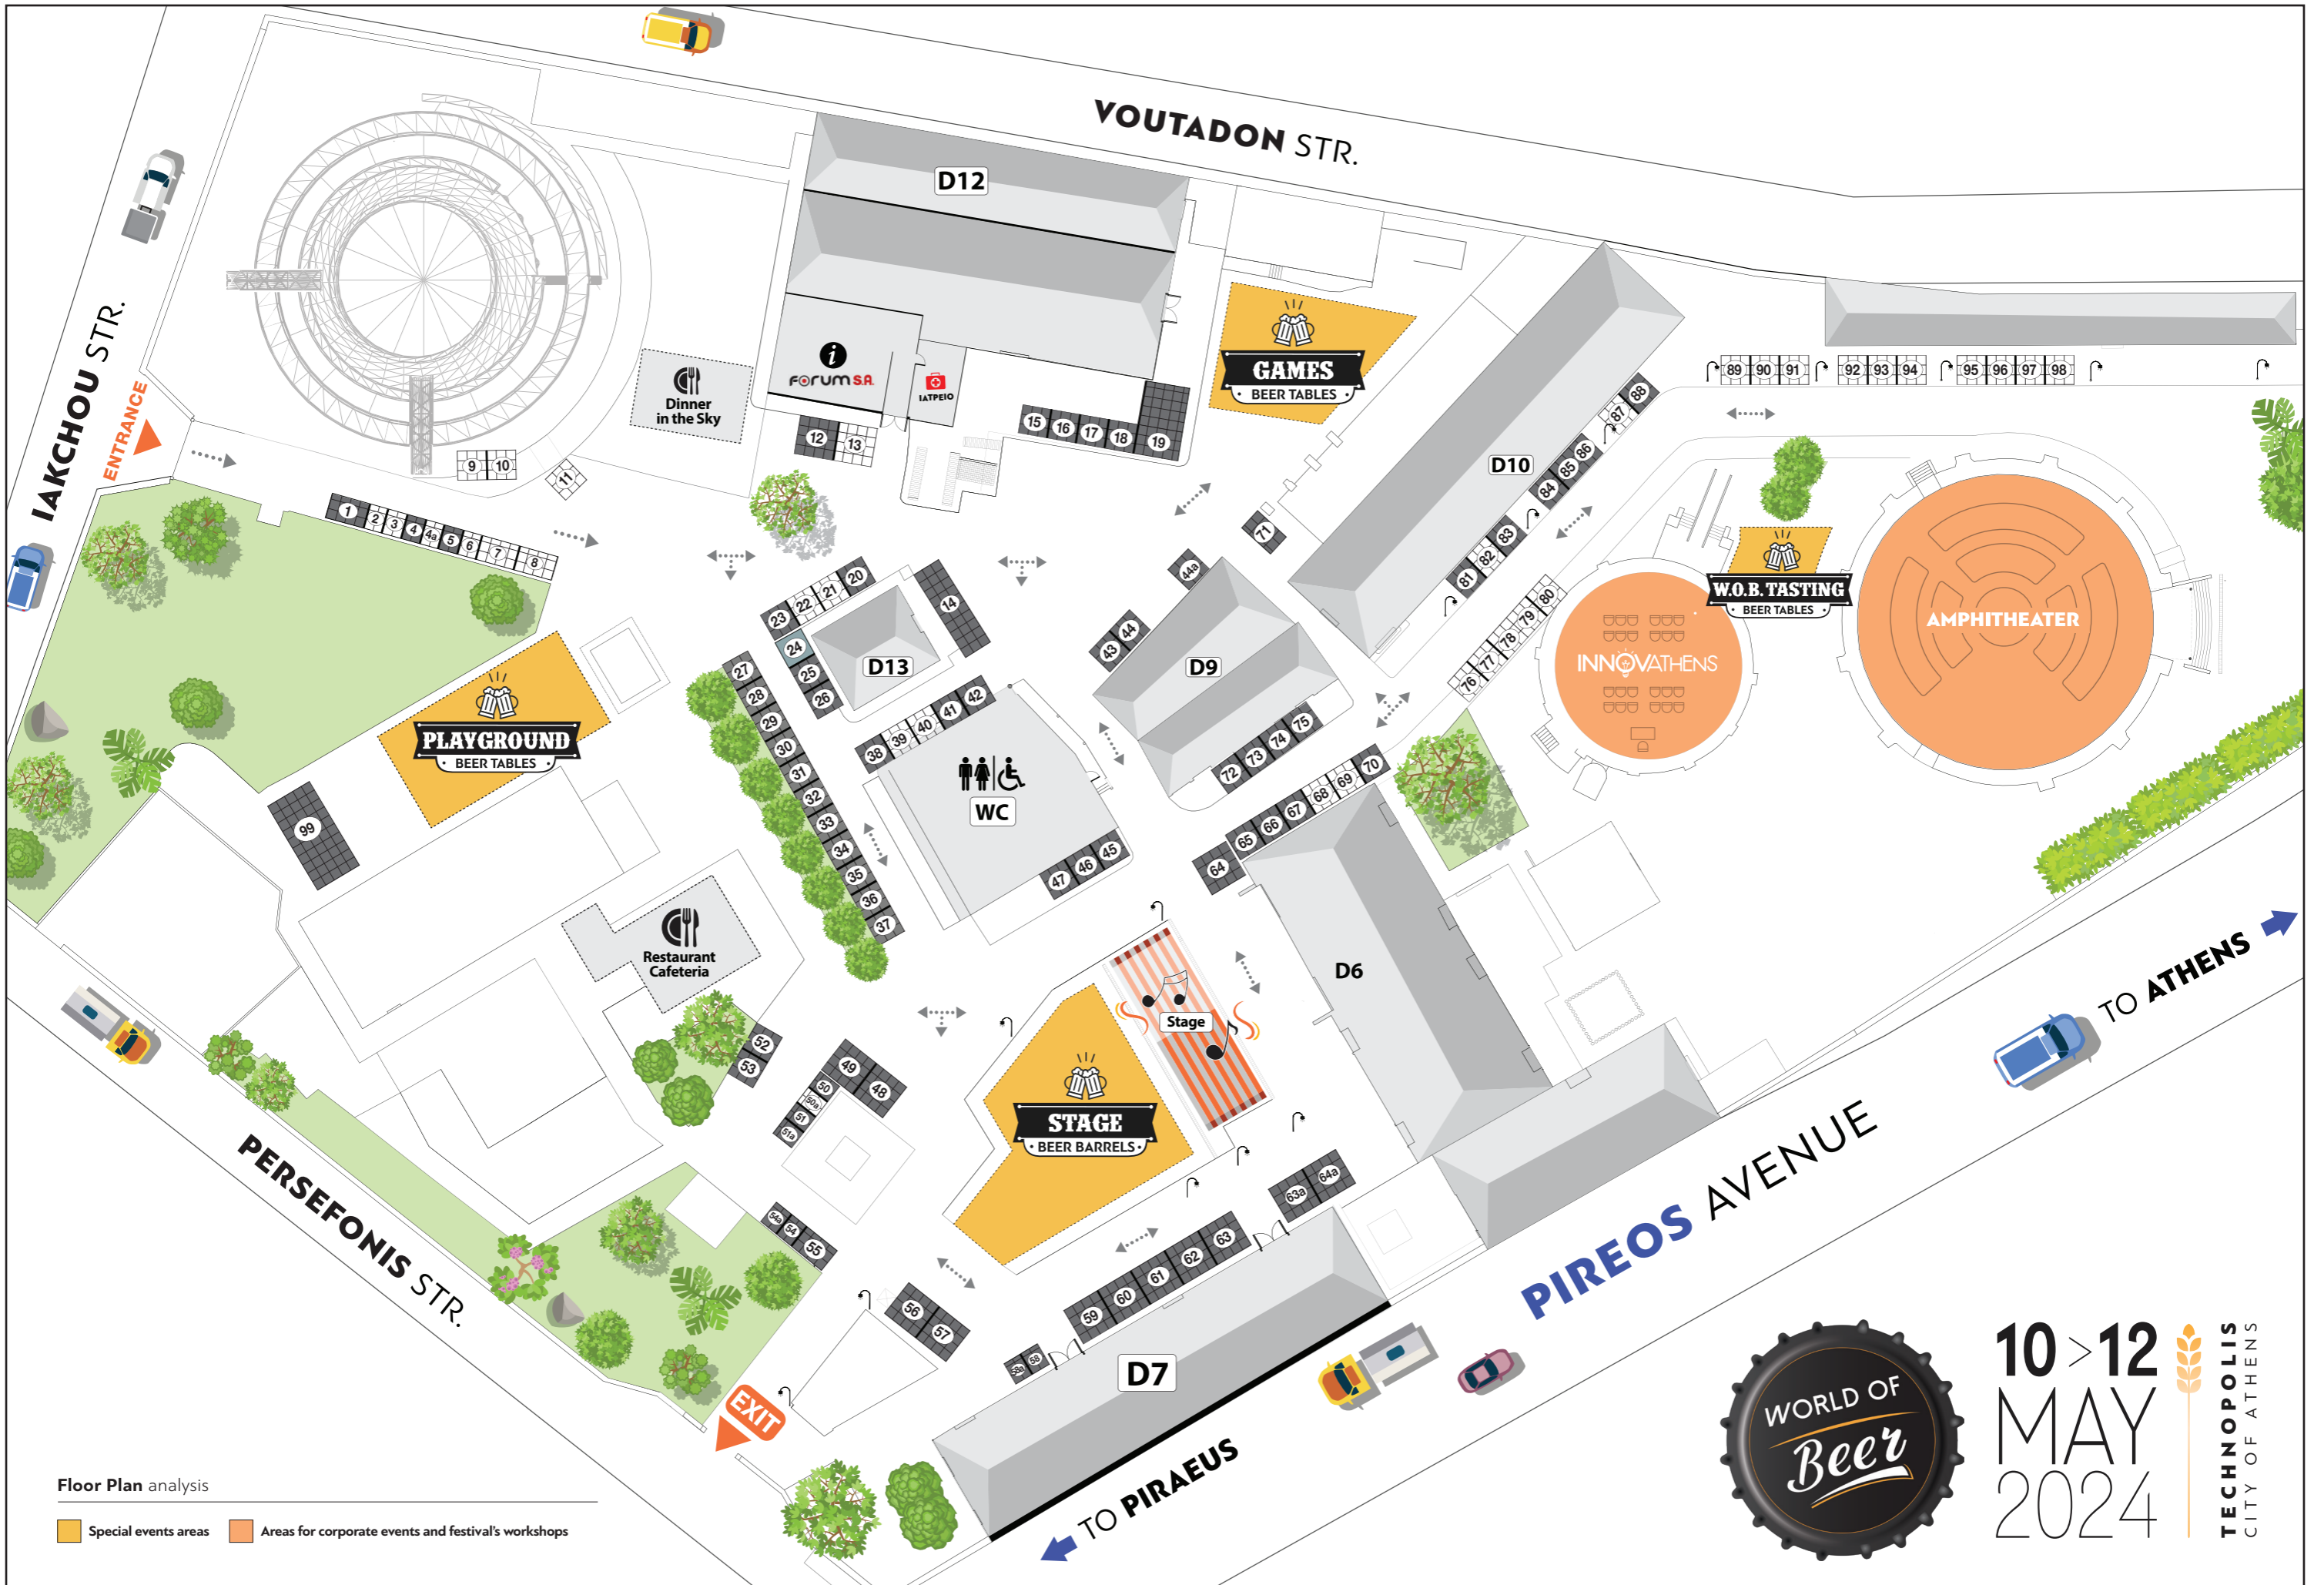 VOUTADON STR.
D12
IAKCHOU STR.
ENTRANCE
i
FORUM S.A.
ΙΑΤΡΕΙΟ
Dinner
in the Sky
GAMES
BEER TABLES
D10
89 90 91 92 93 94 95 96 97 98
88
87
86
85
84
83
82
81
80
79
78
77
76
12 13
15 16 17 18 19
9 10
11
1 2 3 4 4a 5 6 7 8
71
44a
44
43
D9
14
20
21
22
23
24
25
26
D13
W.O.B. TASTING
BEER TABLES
INNOVATHENS
AMPHITHEATER
PLAYGROUND
BEER TABLES
27
28
29
30
31
32
33
34
35
36
37
38 39 40 41 42
WC
47 46 45
72 73 74 75
64 65 66 67 68 69 70
99
Restaurant
Cafeteria
D6
Stage
STAGE
BEER BARRELS
52
53
49
48
50
50a
51
51a
54a
54
55
56
57
58a 58
59 60 61 62 63
63a 64a
D7
PERSEFONIS STR.
EXIT
TO ATHENS
PIREOS AVENUE
TO PIRAEUS
Floor Plan analysis
Special events areas
Areas for corporate events and festival's workshops
WORLD OF
Beer
10 > 12
MAY
2024
TECHNOPOLIS
CITY OF ATHENS